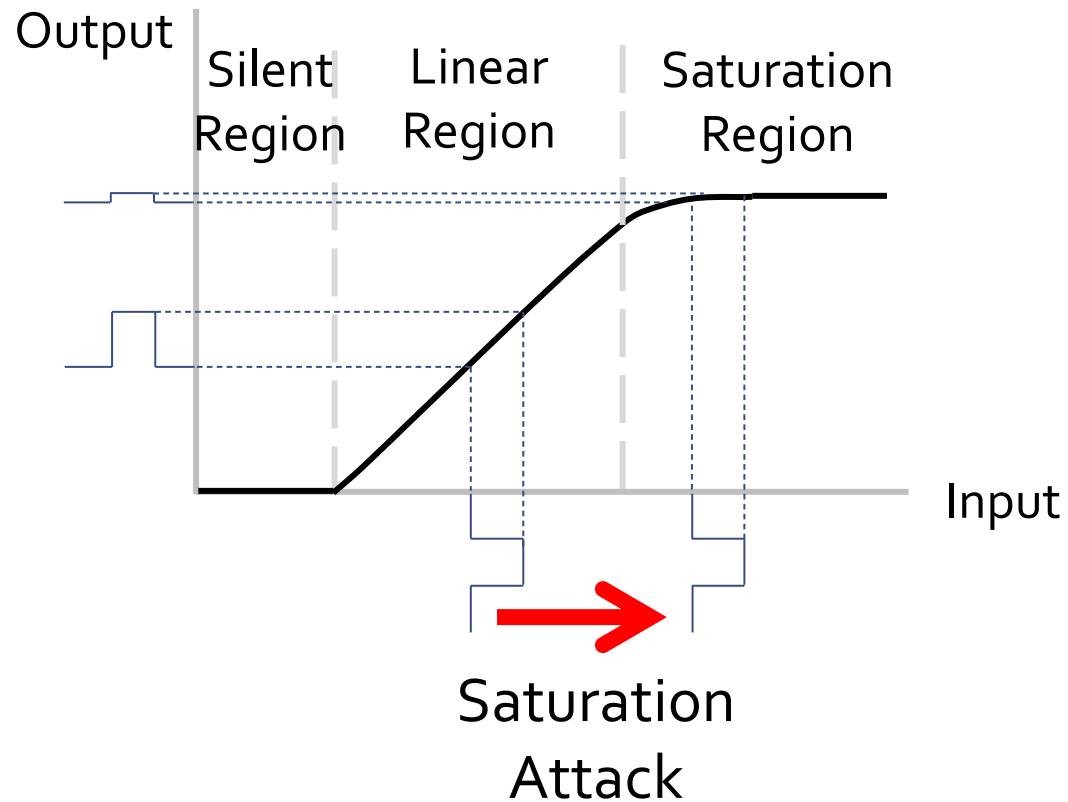 Output
Silent
Region
Linear
Region
Saturation
Region
Input
Saturation
Attack